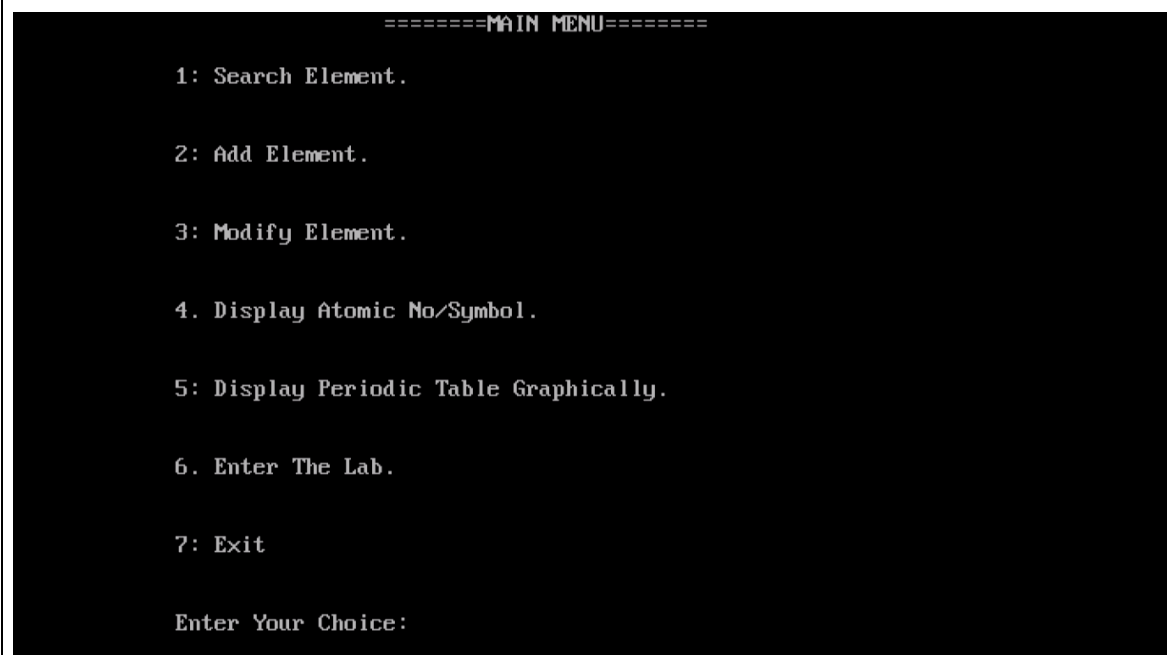 ========MAIN MENU========
1: Search Element.
2: Add Element.
3: Modify Element.
4. Display Atomic No/Symbol.
5: Display Periodic Table Graphically.
6. Enter The Lab.
7: Exit
Enter Your Choice: